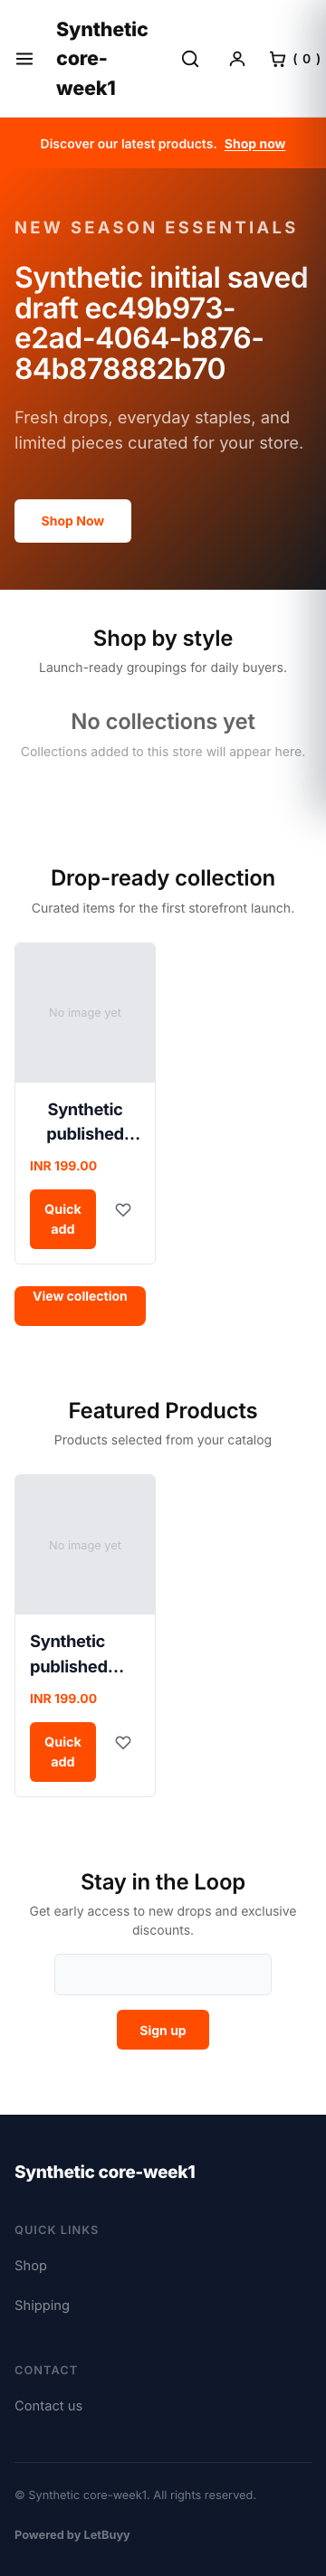 Synthetic
core-
week1
( 0 )
Discover our latest products. Shop now
NEW SEASON ESSENTIALS
Synthetic initial saved
draft ec49b973-
e2ad-4064-b876-
84b878882b70
Fresh drops, everyday staples, and
limited pieces curated for your store.
Shop Now
Shop by style
Launch-ready groupings for daily buyers.
No collections yet
Collections added to this store will appear here.
Drop-ready collection
Curated items for the first storefront launch.
No image yet
Synthetic
published...
INR 199.00
Quick
add
View collection
Featured Products
Products selected from your catalog
No image yet
Synthetic
published...
INR 199.00
Quick
add
Stay in the Loop
Get early access to new drops and exclusive
discounts.
Sign up
Synthetic core-week1
QUICK LINKS
Shop
Shipping
CONTACT
Contact us
© Synthetic core-week1. All rights reserved.
Powered by LetBuyy